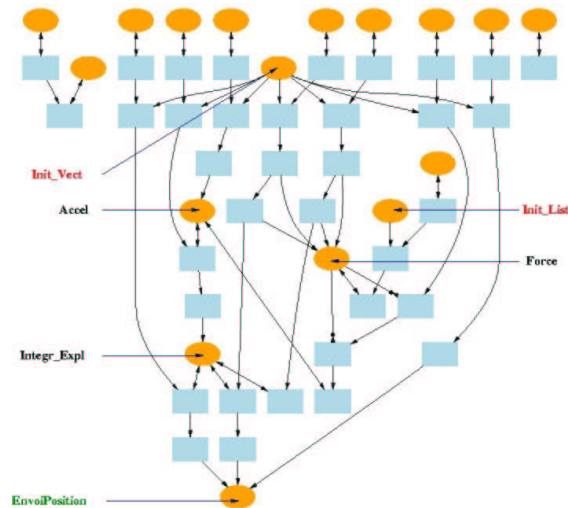 Init_Vect
Accel
Init_List
Force
Integr_Expl
EnvoiPosition